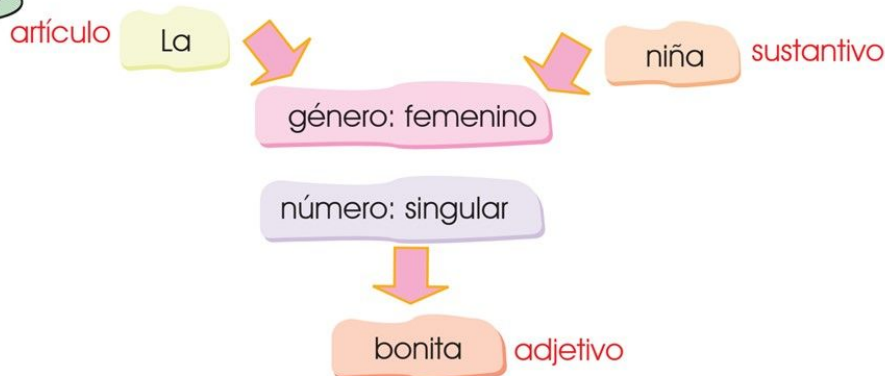 artículo La
niña sustantivo
género: femenino
número: singular
bonita adjetivo